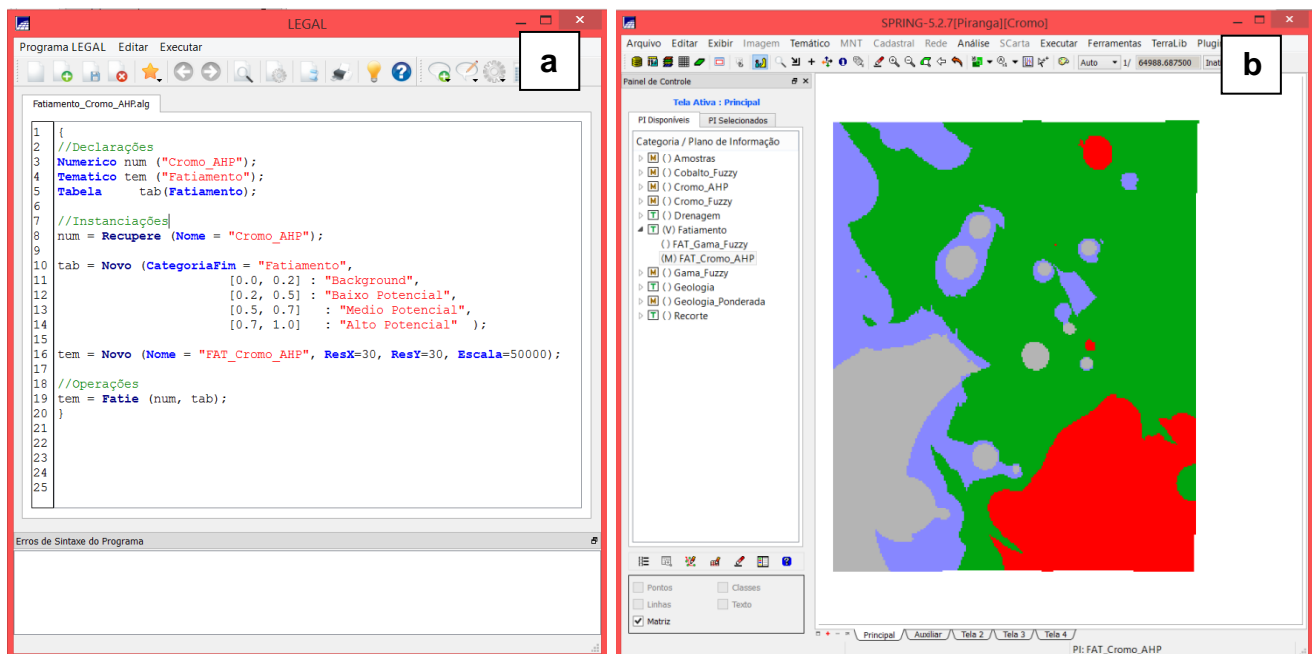 LEGAL
Programa LEGAL Editar Executar
a
Fatiamento_Cromo_AHP.alg
1 {
2 //Declarações
3 Numerico num ("Cromo_AHP");
4 Tematico tem ("Fatiamento");
5 Tabela tab(Fatiamento);
6
7 //Instanciações
8 num = Recupere (Nome = "Cromo_AHP");
9
10 tab = Novo (CategoriaFim = "Fatiamento",
11 [0.0, 0.2] : "Background",
12 [0.2, 0.5] : "Baixo Potencial",
13 [0.5, 0.7] : "Medio Potencial",
14 [0.7, 1.0] : "Alto Potencial" );
15
16 tem = Novo (Nome = "FAT_Cromo_AHP", ResX=30, ResY=30, Escala=50000);
17
18 //Operações
19 tem = Fatie (num, tab);
20 }
21
22
23
24
25
Erros de Sintaxe do Programa
SPRING-5.2.7[Piranga][Cromo]
Arquivo Editar Exibir Imagem Temático MNT Cadastral Rede Análise SCarta Executar Ferramentas TerraLib Plugi
Auto 1/ 64988.687500 Inat
b
Painel de Controle
Tela Ativa : Principal
PI Disponíveis PI Selecionados
Categoria / Plano de Informação
M ( ) Amostras
M ( ) Cobalto_Fuzzy
M ( ) Cromo_AHP
M ( ) Cromo_Fuzzy
T ( ) Drenagem
T (V) Fatiamento
( ) FAT_Gama_Fuzzy
(M) FAT_Cromo_AHP
M ( ) Gama_Fuzzy
T ( ) Geologia
M ( ) Geologia_Ponderada
T ( ) Recorte
Pontos Classes
Linhas Texto
Matriz
Principal Auxiliar Tela 2 Tela 3 Tela 4
PI: FAT_Cromo_AHP